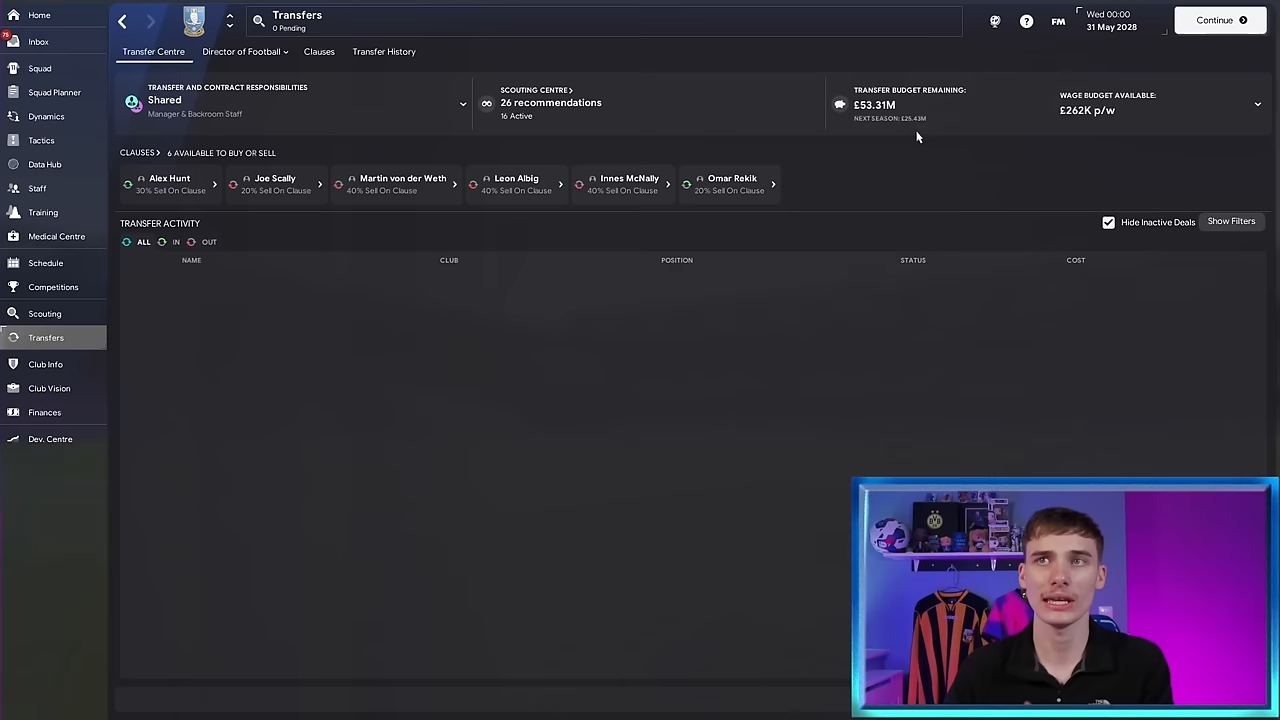 Home
75
Inbox
Squad
Squad Planner
Dynamics
Tactics
Data Hub
Staff
Training
Medical Centre
Schedule
Competitions
Scouting
Transfers
Club Info
Club Vision
Finances
Dev. Centre
Transfers
0 Pending
?
FM
Wed 00:00
31 May 2028
Continue
Transfer Centre
Director of Football
Clauses
Transfer History
TRANSFER AND CONTRACT RESPONSIBILITIES
Shared
Manager & Backroom Staff
SCOUTING CENTRE >
26 recommendations
16 Active
TRANSFER BUDGET REMAINING:
£53.31M
NEXT SEASON: £25.43M
WAGE BUDGET AVAILABLE:
£262K p/w
CLAUSES > 6 AVAILABLE TO BUY OR SELL
Alex Hunt
30% Sell On Clause
Joe Scally
20% Sell On Clause
Martin von der Weth
40% Sell On Clause
Leon Albig
40% Sell On Clause
Innes McNally
40% Sell On Clause
Omar Rekik
20% Sell On Clause
TRANSFER ACTIVITY
Hide Inactive Deals
Show Filters
ALL IN OUT
NAME CLUB POSITION STATUS COST